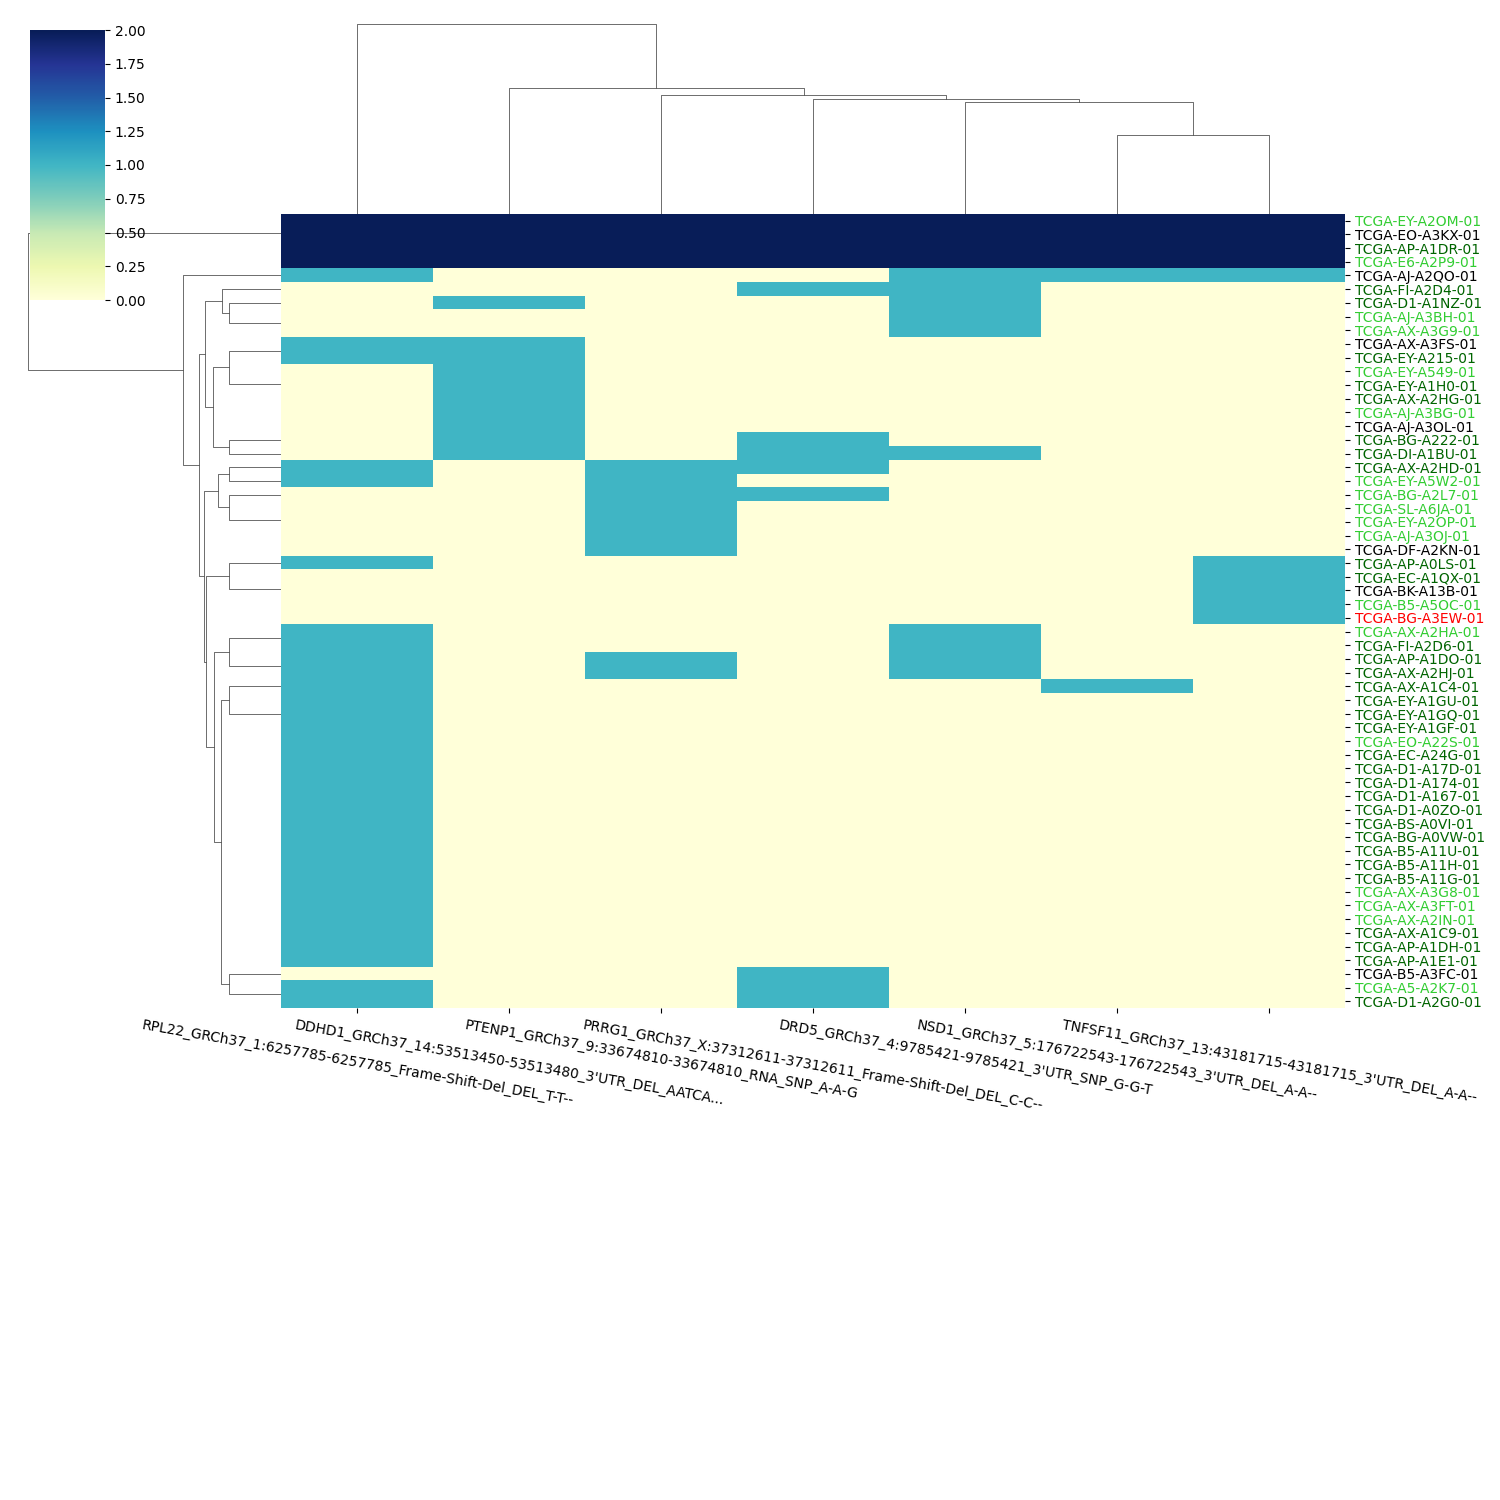 2.00
1.75
1.50
1.25
1.00
0.75
0.50
0.25
0.00
TCGA-EY-A2OM-01
TCGA-EO-A3KX-01
TCGA-AP-A1DR-01
TCGA-E6-A2P9-01
TCGA-AJ-A2QO-01
TCGA-FI-A2D4-01
TCGA-D1-A1NZ-01
TCGA-AJ-A3BH-01
TCGA-AX-A3G9-01
TCGA-AX-A3FS-01
TCGA-EY-A215-01
TCGA-EY-A549-01
TCGA-EY-A1H0-01
TCGA-AX-A2HG-01
TCGA-AJ-A3BG-01
TCGA-AJ-A3OL-01
TCGA-BG-A222-01
TCGA-DI-A1BU-01
TCGA-AX-A2HD-01
TCGA-EY-A5W2-01
TCGA-BG-A2L7-01
TCGA-SL-A6JA-01
TCGA-EY-A2OP-01
TCGA-AJ-A3OJ-01
TCGA-DF-A2KN-01
TCGA-AP-A0LS-01
TCGA-EC-A1QX-01
TCGA-BK-A13B-01
TCGA-B5-A5OC-01
TCGA-BG-A3EW-01
TCGA-AX-A2HA-01
TCGA-FI-A2D6-01
TCGA-AP-A1DO-01
TCGA-AX-A2HJ-01
TCGA-AX-A1C4-01
TCGA-EY-A1GU-01
TCGA-EY-A1GQ-01
TCGA-EY-A1GF-01
TCGA-EO-A22S-01
TCGA-EC-A24G-01
TCGA-D1-A17D-01
TCGA-D1-A174-01
TCGA-D1-A167-01
TCGA-D1-A0ZO-01
TCGA-BS-A0VI-01
TCGA-BG-A0VW-01
TCGA-B5-A11U-01
TCGA-B5-A11H-01
TCGA-B5-A11G-01
TCGA-AX-A3G8-01
TCGA-AX-A3FT-01
TCGA-AX-A2IN-01
TCGA-AX-A1C9-01
TCGA-AP-A1DH-01
TCGA-AP-A1E1-01
TCGA-B5-A3FC-01
TCGA-A5-A2K7-01
TCGA-D1-A2G0-01
RPL22_GRCh37_1:6257785-6257785_Frame-Shift-Del_DEL_T-T--
DDHD1_GRCh37_14:53513450-53513480_3'UTR_DEL_AATCA...
PTENP1_GRCh37_9:33674810-33674810_RNA_SNP_A-A-G
PRRG1_GRCh37_X:37312611-37312611_Frame-Shift-Del_DEL_C-C--
DRD5_GRCh37_4:9785421-9785421_3'UTR_SNP_G-G-T
NSD1_GRCh37_5:176722543-176722543_3'UTR_DEL_A-A--
TNFSF11_GRCh37_13:43181715-43181715_3'UTR_DEL_A-A--